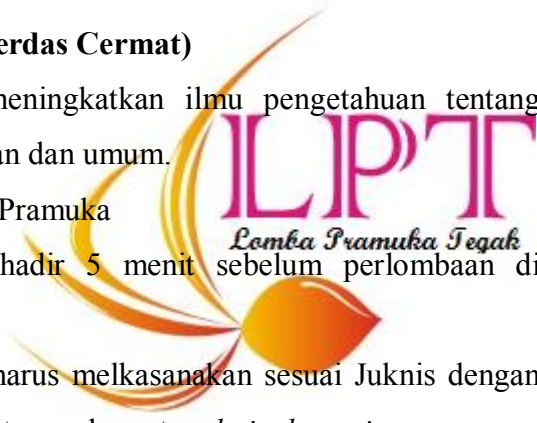 erdas Cermat)
meningkatkan ilmu pengetahuan tentang
an dan umum.
LPT
Pramuka
Lomba Pramuka Tegak
hadir 5 menit sebelum perlombaan di
harus melkasanakan sesuai Juknis dengan